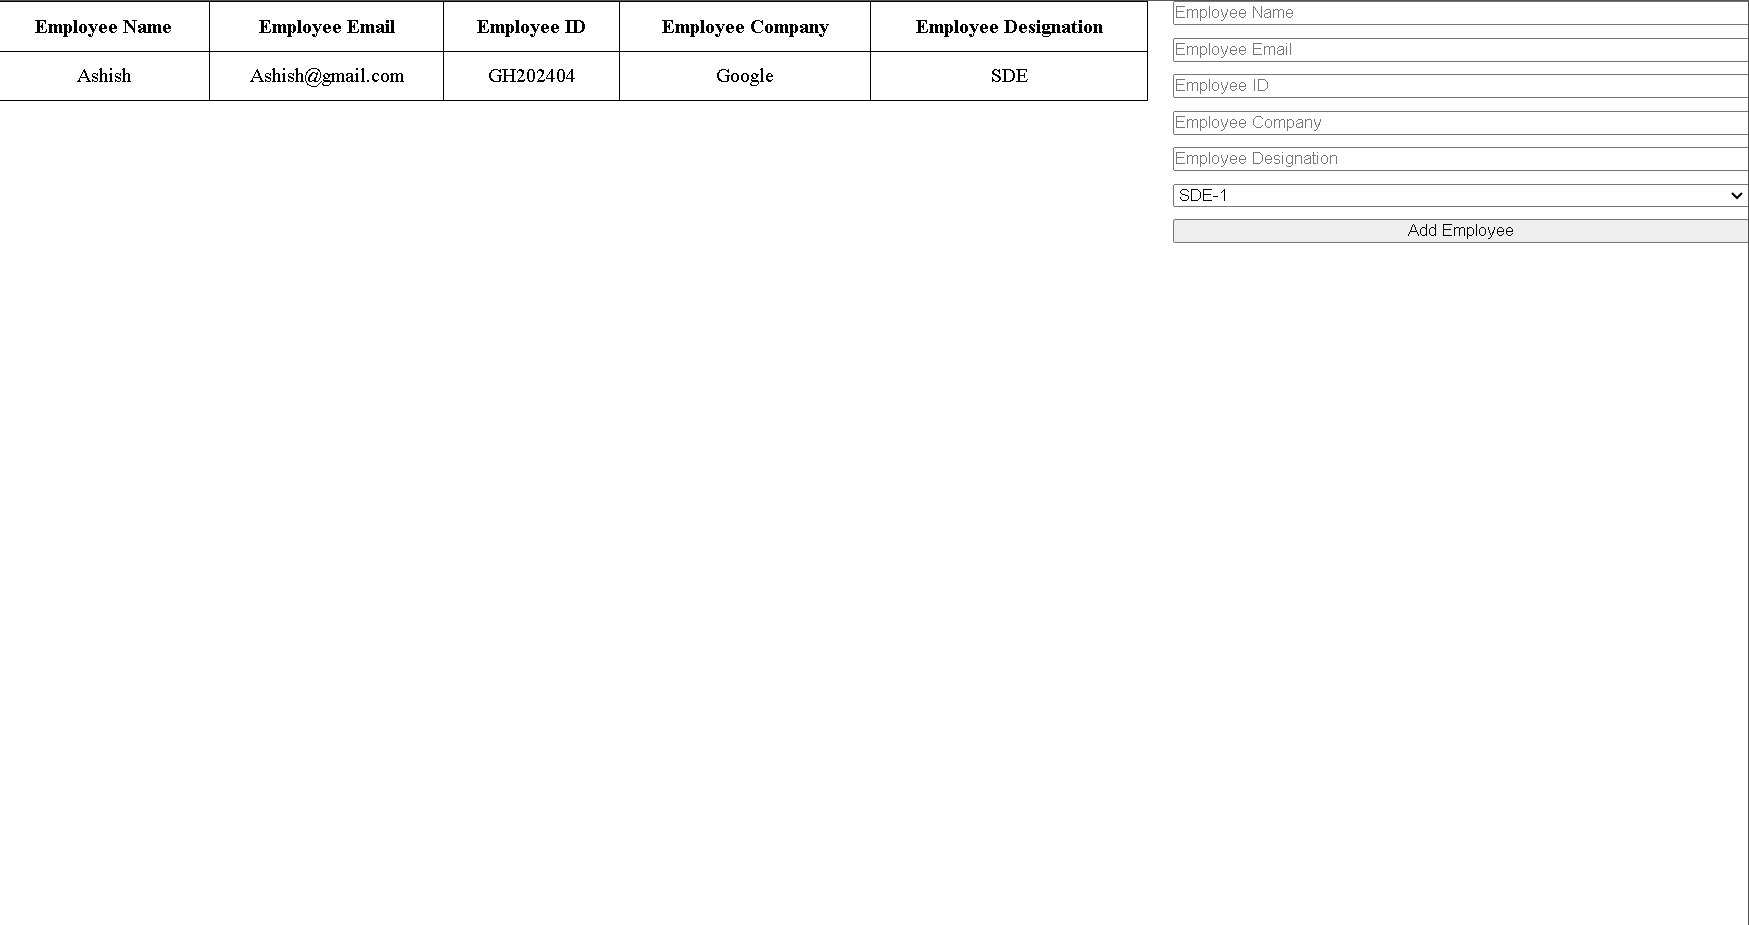 Employee Name Employee Email Employee ID Employee Company Employee Designation
Ashish Ashish@gmail.com GH202404 Google SDE
Employee Name
Employee Email
Employee ID
Employee Company
Employee Designation
SDE-1
Add Employee